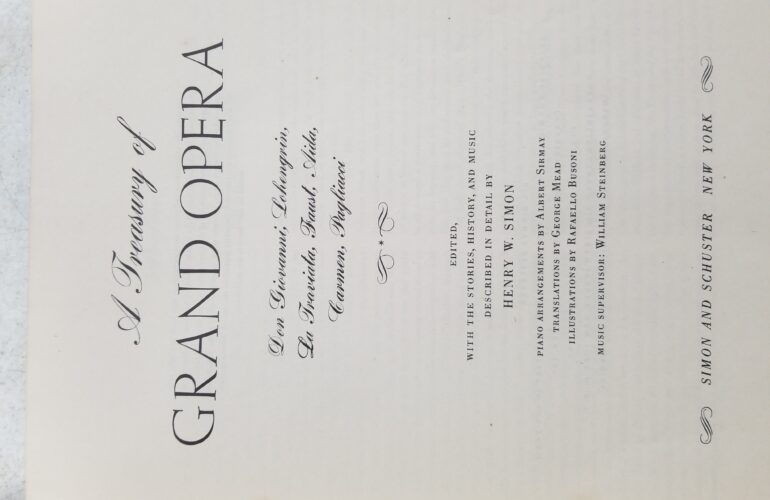 A Treasury of
GRAND OPERA
Don Giovanni, Lohengrin,
La Traviata, Faust, Aïda,
Carmen, Pagliacci
EDITED,
WITH THE STORIES, HISTORY, AND MUSIC
DESCRIBED IN DETAIL BY
HENRY W. SIMON
PIANO ARRANGEMENTS BY ALBERT SIRMAY
TRANSLATIONS BY GEORGE MEAD
ILLUSTRATIONS BY RAFAELLO BUSONI
MUSIC SUPERVISOR: WILLIAM STEINBERG
SIMON AND SCHUSTER NEW YORK